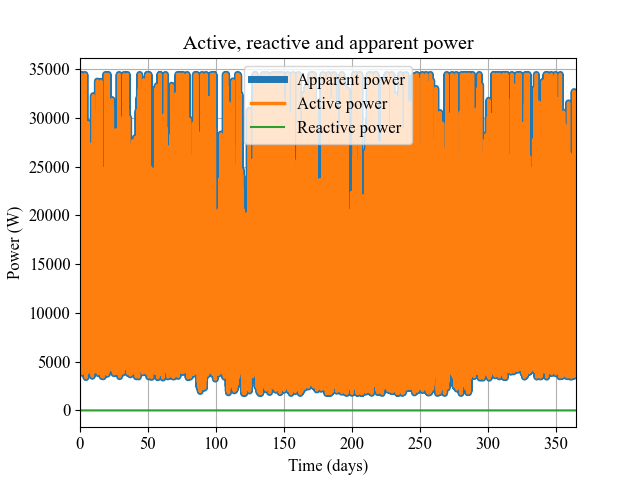 Active, reactive and apparent power
Apparent power
Active power
Reactive power
35000
30000
25000
20000
15000
10000
5000
0
Power (W)
0 50 100 150 200 250 300 350
Time (days)